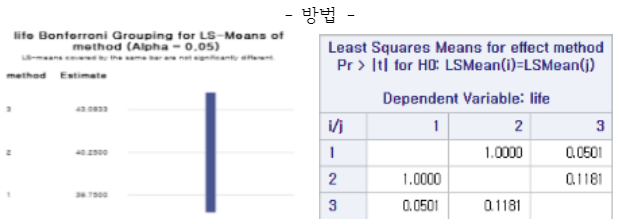 - 방법 -
life Bonferroni Grouping for LS-Means of
method (Alpha = 0.05)
LS-means covered by the same bar are not significantly different.
method Estimate
3 43.0833
2 40.2500
1 39.7500
Least Squares Means for effect method
Pr > |t| for H0: LSMean(i)=LSMean(j)
Dependent Variable: life
i/j 1 2 3
1 1.0000 0.0501
2 1.0000 0.1181
3 0.0501 0.1181